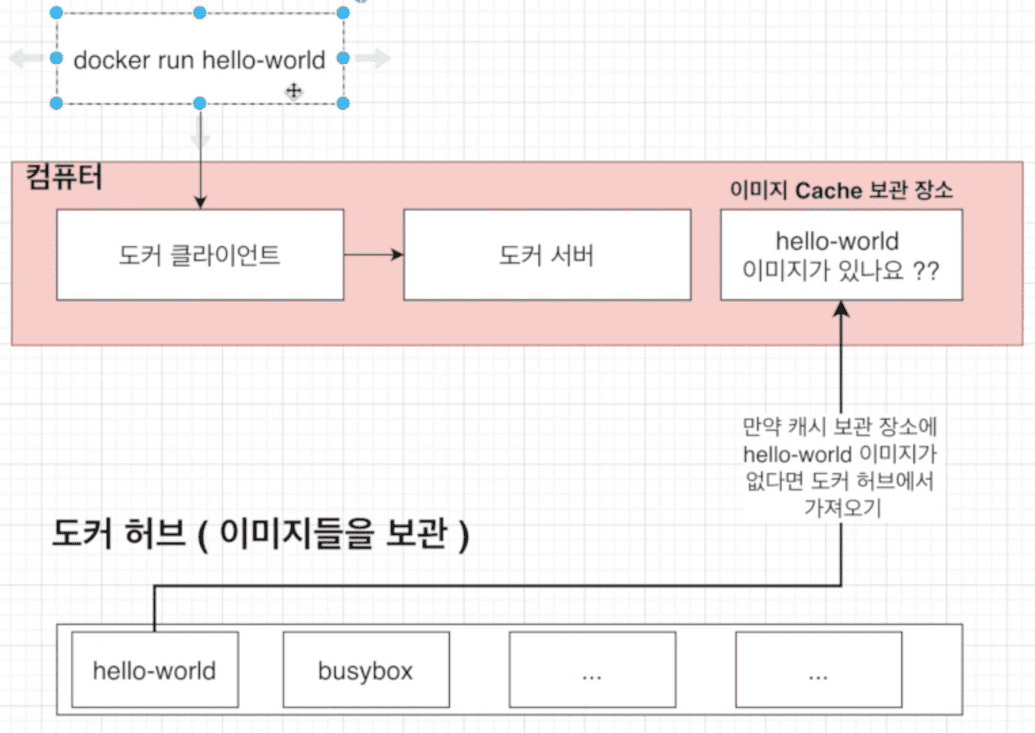 docker run hello-world
컴퓨터
이미지 Cache 보관 장소
도커 클라이언트
도커 서버
hello-world
이미지가 있나요 ??
만약 캐시 보관 장소에
hello-world 이미지가
없다면 도커 허브에서
가져오기
도커 허브 ( 이미지들을 보관 )
hello-world
busybox
...
...